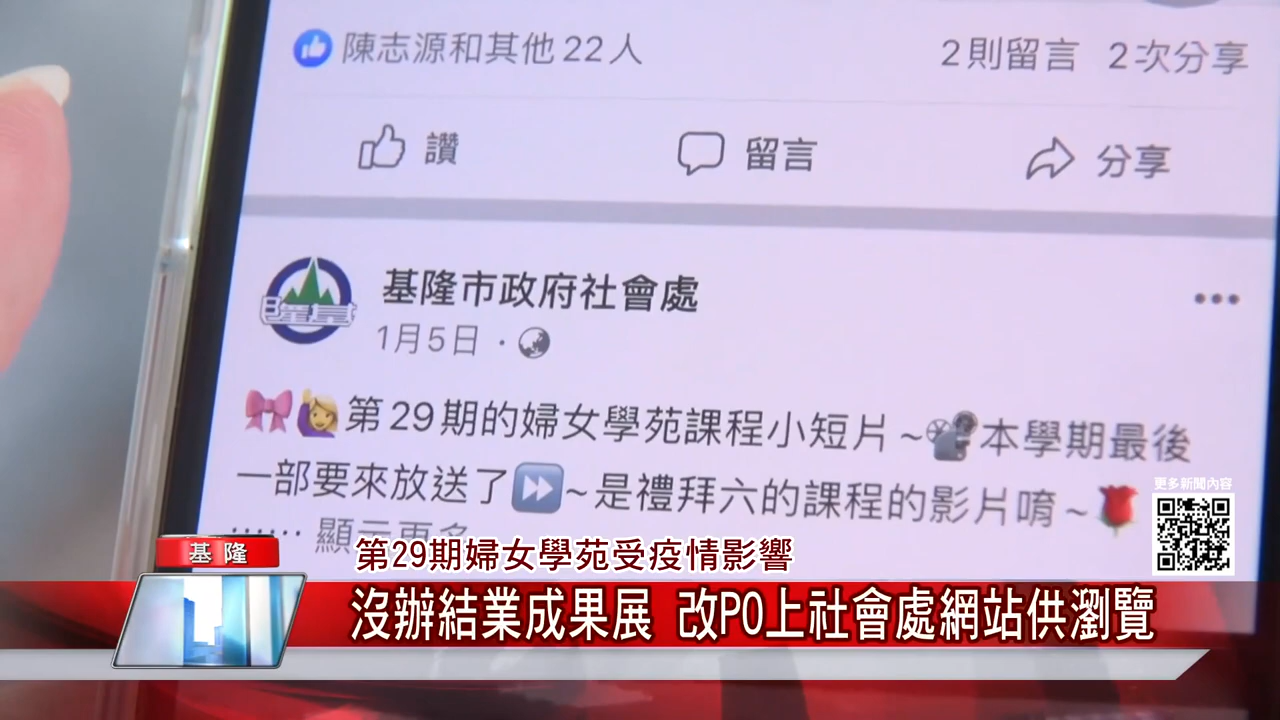 陳志源和其他22人
2則留言 2次分享
讚
留言
分享
基隆市政府社會處
1月5日 ·
第29期的婦女學苑課程小短片~本學期最後
一部要來放送了~是禮拜六的課程的影片唷~
...... 顯示更多
更多新聞內容
基隆
第29期婦女學苑受疫情影響
沒辦結業成果展 改PO上社會處網站供瀏覽